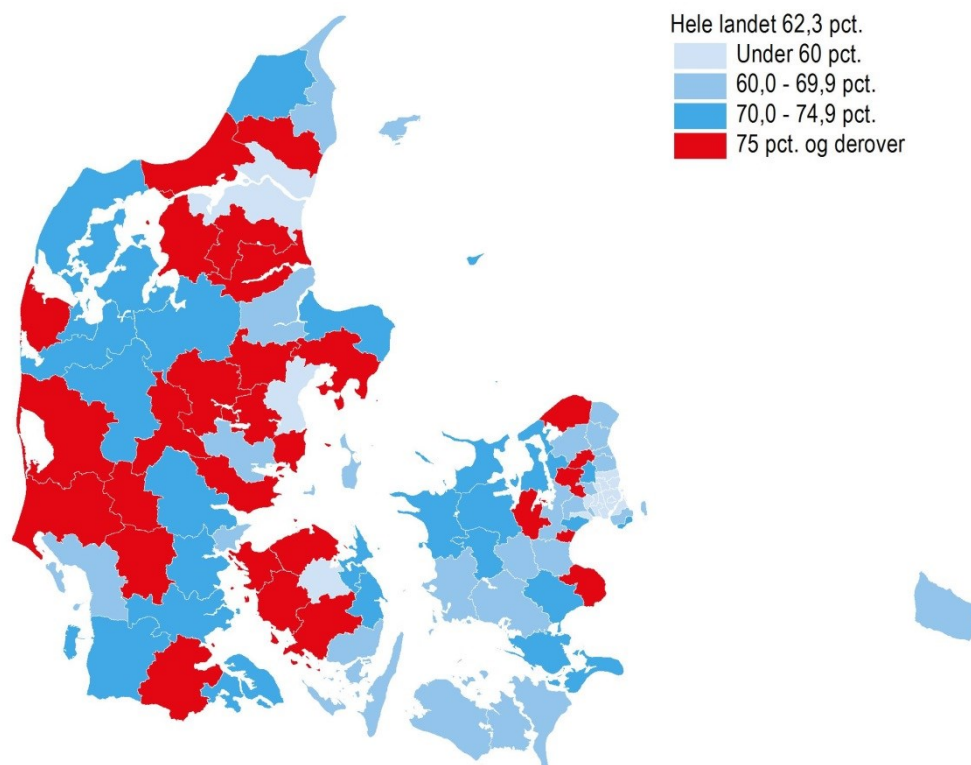 Hele landet 62,3 pct.
Under 60 pct.
60,0 - 69,9 pct.
70,0 - 74,9 pct.
75 pct. og derover